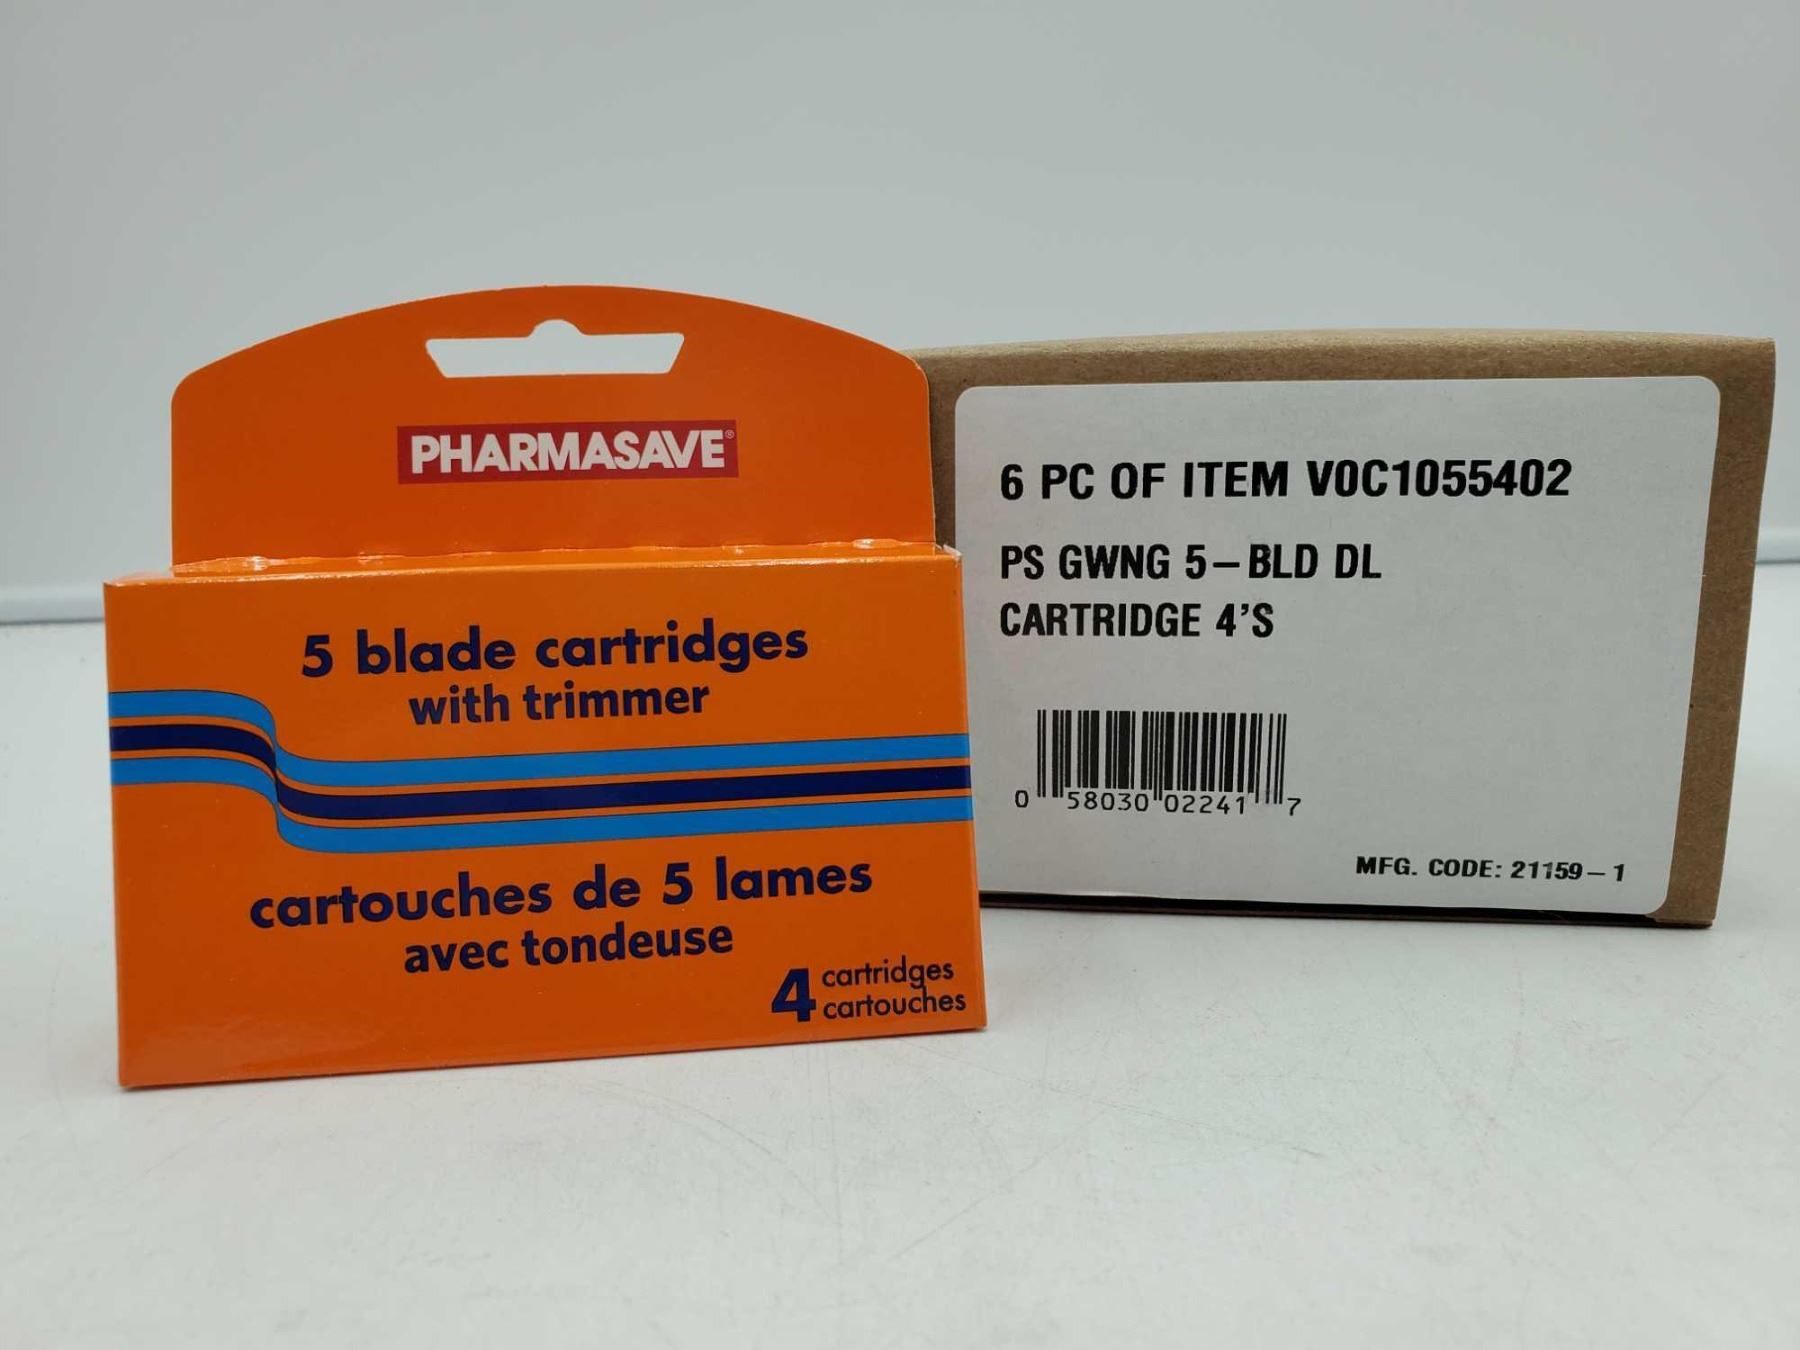 PHARMASAVE®
5 blade cartridges
with trimmer
cartouches de 5 lames
avec tondeuse
4 cartridges
cartouches
6 PC OF ITEM V0C1055402
PS GWNG 5-BLD DL
CARTRIDGE 4'S
0 58030 02241 7
MFG. CODE: 21159-1